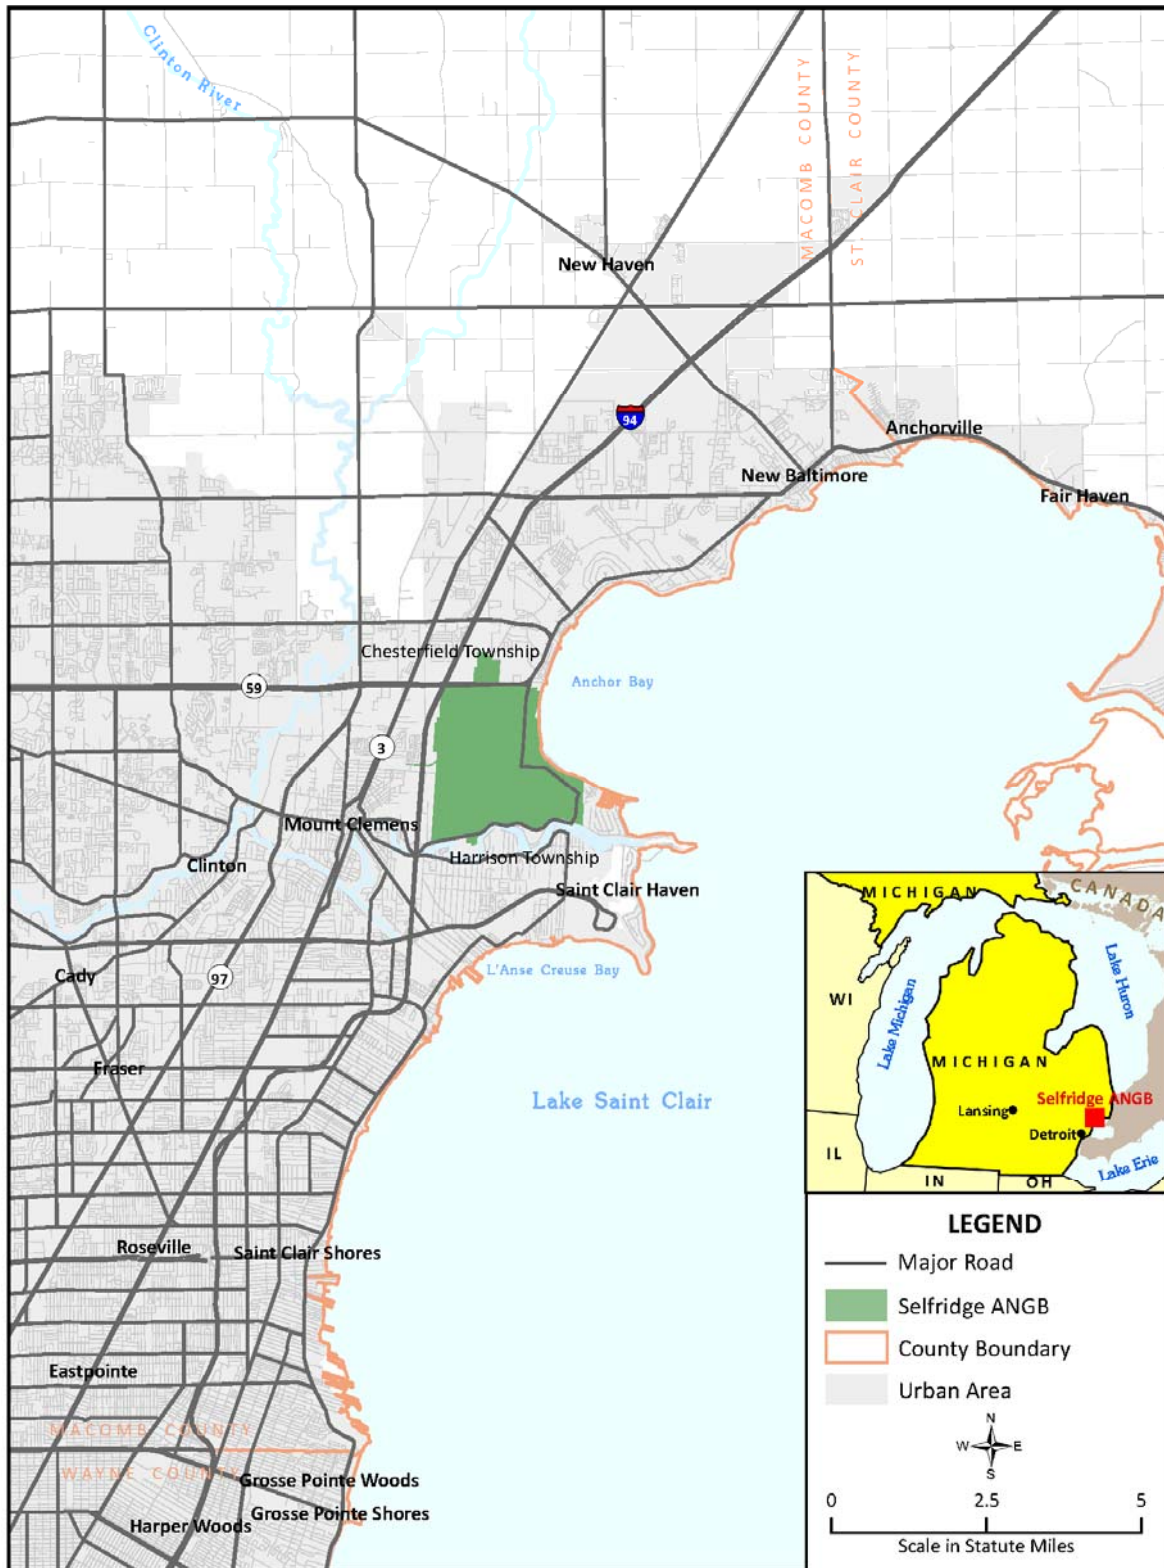 Clinton River
MACOMB COUNTY
ST. CLAIR COUNTY
New Haven
94
Anchorville
New Baltimore
Fair Haven
Chesterfield Township
59
Anchor Bay
3
Mount Clemens
Clinton
Harrison Township
Saint Clair Haven
L'Anse Creuse Bay
Cady
97
Fraser
Lake Saint Clair
Roseville
Saint Clair Shores
Eastpointe
MACOMB COUNTY
WAYNE COUNTY
Grosse Pointe Woods
Grosse Pointe Shores
Harper Woods
MICHIGAN
CANADA
WI
Lake Michigan
Lake Huron
MICHIGAN
Selfridge ANGB
Lansing
Detroit
IL
IN
OH
Lake Erie
LEGEND
Major Road
Selfridge ANGB
County Boundary
Urban Area
N
W E
S
0 2.5 5
Scale in Statute Miles